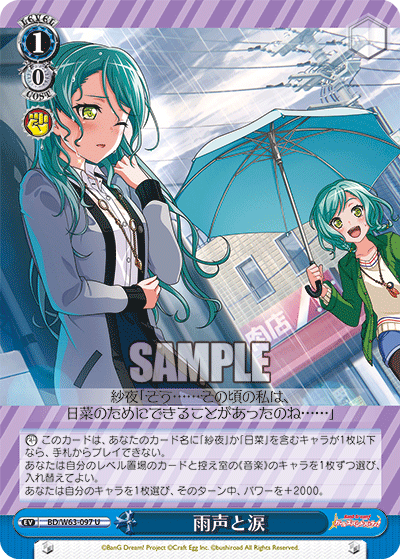 LEVEL
1
0
COST
肉店
SAMPLE
紗夜「そう……その頃の私は、
日菜のためにできることがあったのね……」
このカードは、あなたのカード名に「紗夜」か「日菜」を含むキャラが1枚以下
なら、手札からプレイできない。
あなたは自分のレベル置場のカードと控え室の《音楽》のキャラを1枚ずつ選び、
入れ替えてよい。
あなたは自分のキャラを1枚選び、そのターン中、パワーを+2000。
EV BD/W63-097 U
雨声と涙
©BanG Dream! Project ©Craft Egg Inc. ©bushiroad All Rights Reserved.